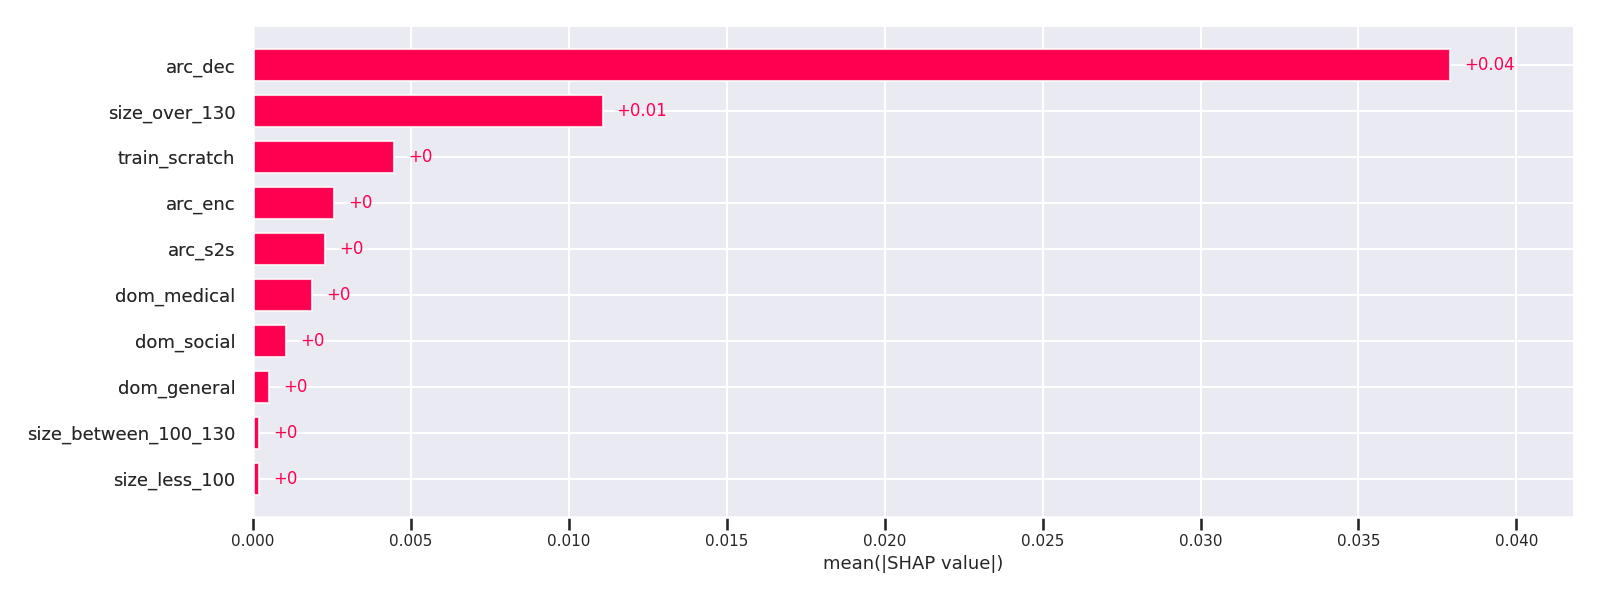 arc_dec +0.04
size_over_130 +0.01
train_scratch +0
arc_enc +0
arc_s2s +0
dom_medical +0
dom_social +0
dom_general +0
size_between_100_130 +0
size_less_100 +0
0.000 0.005 0.010 0.015 0.020 0.025 0.030 0.035 0.040
mean(|SHAP value|)